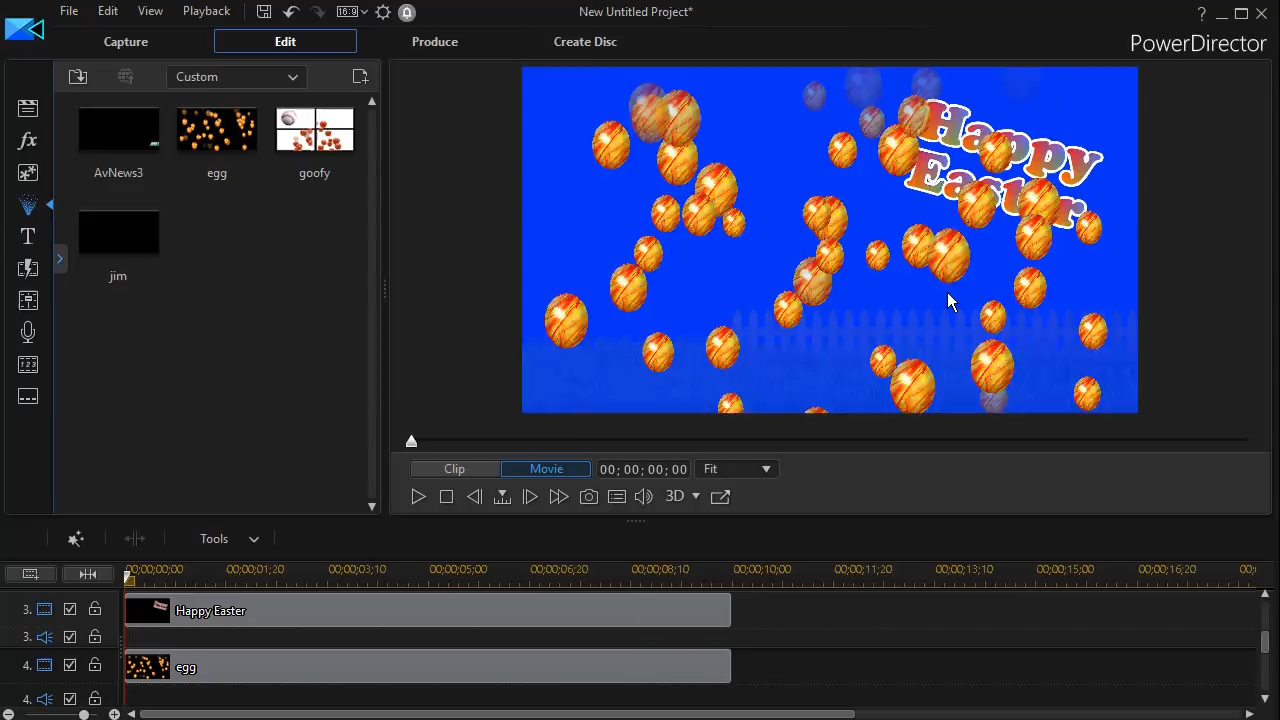 File Edit View Playback
16:9
New Untitled Project*
?
Capture Edit Produce Create Disc
PowerDirector
Custom
fx
T
123
AvNews3 egg goofy
jim
Happy
Easter
Clip Movie 00; 00; 00; 00 Fit
3D
Tools
00;00;00;00 00;00;01;20 00;00;03;10 00;00;05;00 00;00;06;20 00;00;08;10 00;00;10;00 00;00;11;20 00;00;13;10 00;00;15;00 00;00;16;20
3. Happy Easter
3.
4. egg
4.